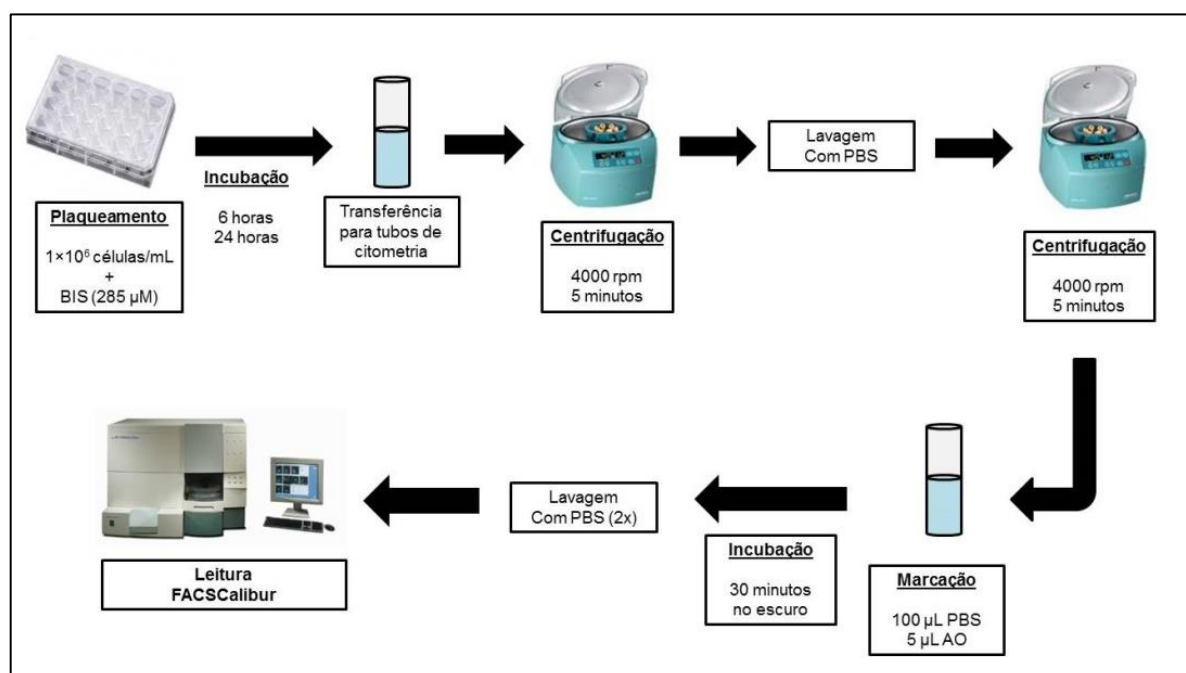 Plaqueamento
1×10⁶ células/mL
+
BIS (285 µM)
Incubação
6 horas
24 horas
Transferência
para tubos de
citometria
Centrifugação
4000 rpm
5 minutos
Lavagem
Com PBS
Centrifugação
4000 rpm
5 minutos
Marcação
100 µL PBS
5 µL AO
Incubação
30 minutos
no escuro
Lavagem
Com PBS (2x)
Leitura
FACSCalibur